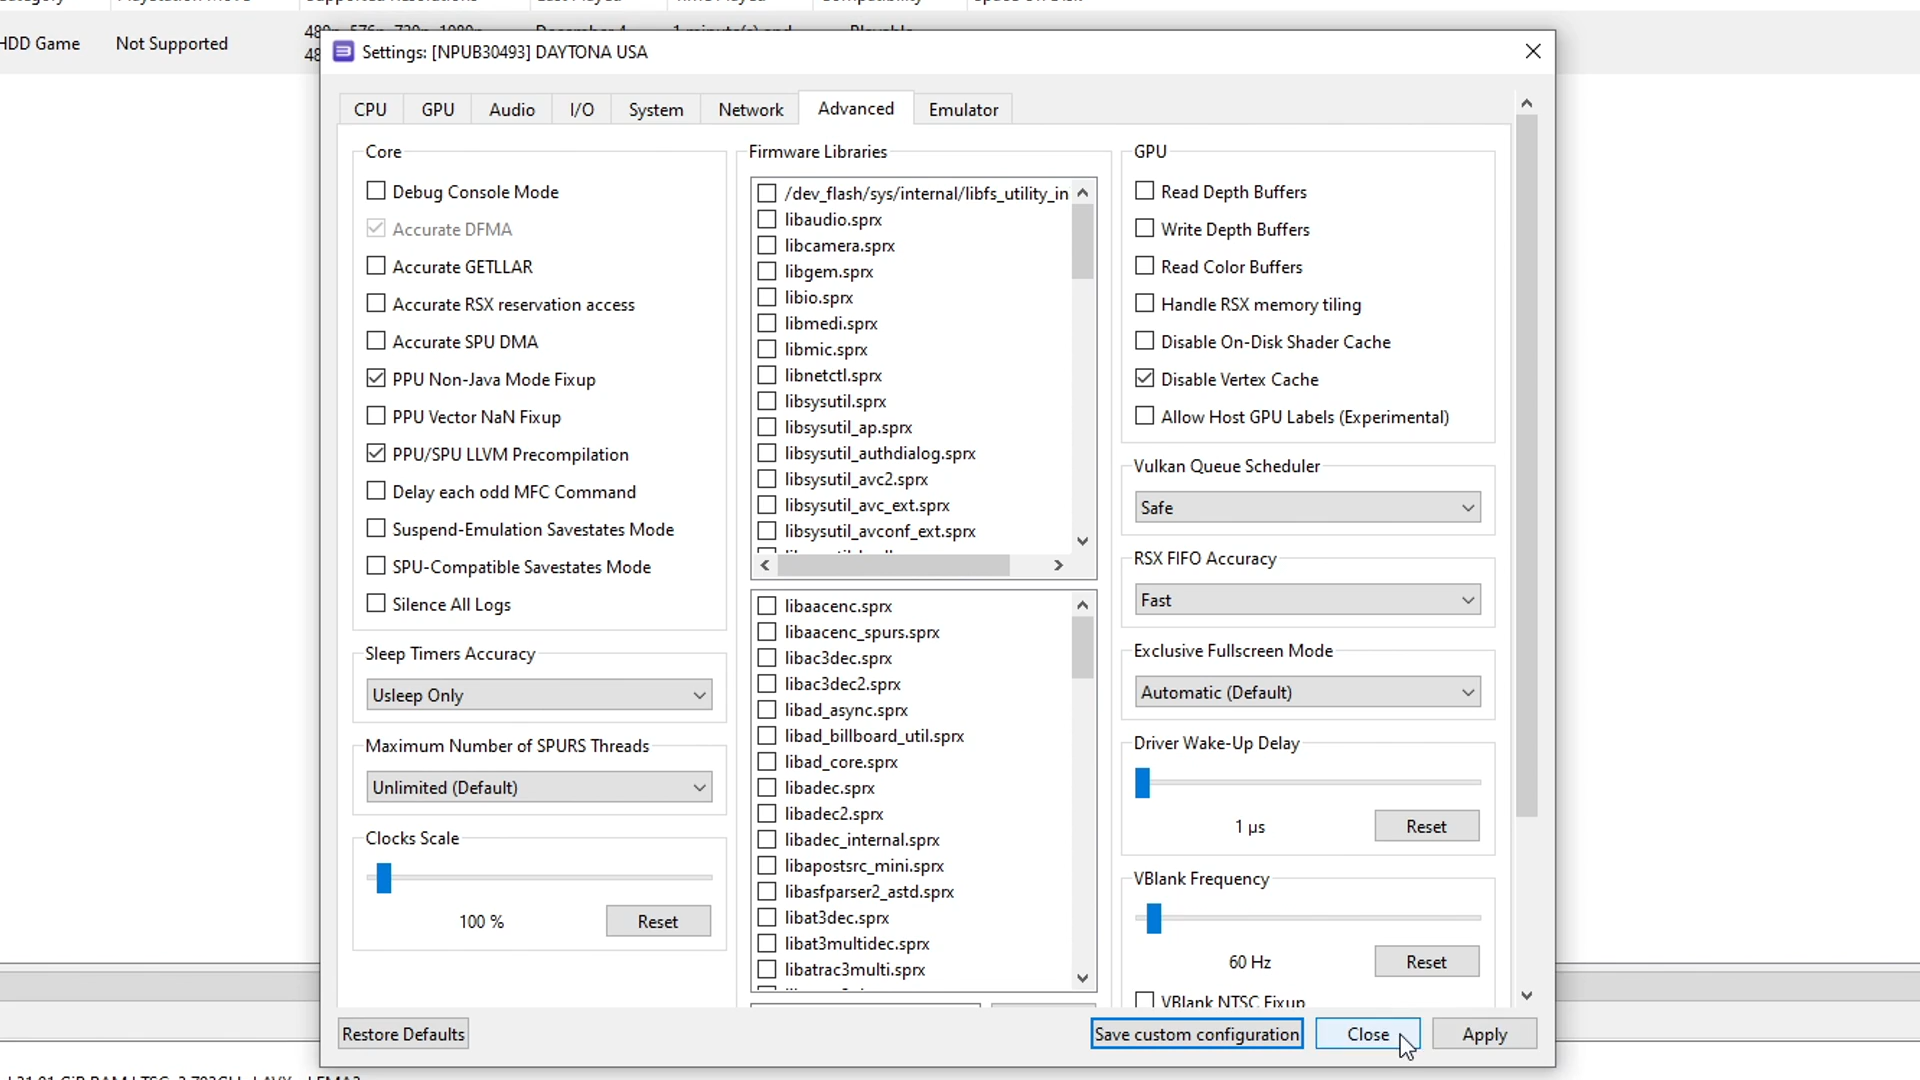 HDD Game
Not Supported
Settings: [NPUB30493] DAYTONA USA
CPU
GPU
Audio
I/O
System
Network
Advanced
Emulator
Core
Debug Console Mode
Accurate DFMA
Accurate GETLLAR
Accurate RSX reservation access
Accurate SPU DMA
PPU Non-Java Mode Fixup
PPU Vector NaN Fixup
PPU/SPU LLVM Precompilation
Delay each odd MFC Command
Suspend-Emulation Savestates Mode
SPU-Compatible Savestates Mode
Silence All Logs
Sleep Timers Accuracy
Usleep Only
Maximum Number of SPURS Threads
Unlimited (Default)
Clocks Scale
100 %
Reset
Firmware Libraries
/dev_flash/sys/internal/libfs_utility_in
libaudio.sprx
libcamera.sprx
libgem.sprx
libio.sprx
libmedi.sprx
libmic.sprx
libnetctl.sprx
libsysutil.sprx
libsysutil_ap.sprx
libsysutil_authdialog.sprx
libsysutil_avc2.sprx
libsysutil_avc_ext.sprx
libsysutil_avconf_ext.sprx
libaacenc.sprx
libaacenc_spurs.sprx
libac3dec.sprx
libac3dec2.sprx
libad_async.sprx
libad_billboard_util.sprx
libad_core.sprx
libadec.sprx
libadec2.sprx
libadec_internal.sprx
libapostsrc_mini.sprx
libasfparser2_astd.sprx
libat3dec.sprx
libat3multidec.sprx
libatrac3multi.sprx
GPU
Read Depth Buffers
Write Depth Buffers
Read Color Buffers
Handle RSX memory tiling
Disable On-Disk Shader Cache
Disable Vertex Cache
Allow Host GPU Labels (Experimental)
Vulkan Queue Scheduler
Safe
RSX FIFO Accuracy
Fast
Exclusive Fullscreen Mode
Automatic (Default)
Driver Wake-Up Delay
1 µs
Reset
VBlank Frequency
60 Hz
Reset
VBlank NTSC Fixup
Restore Defaults
Save custom configuration
Close
Apply